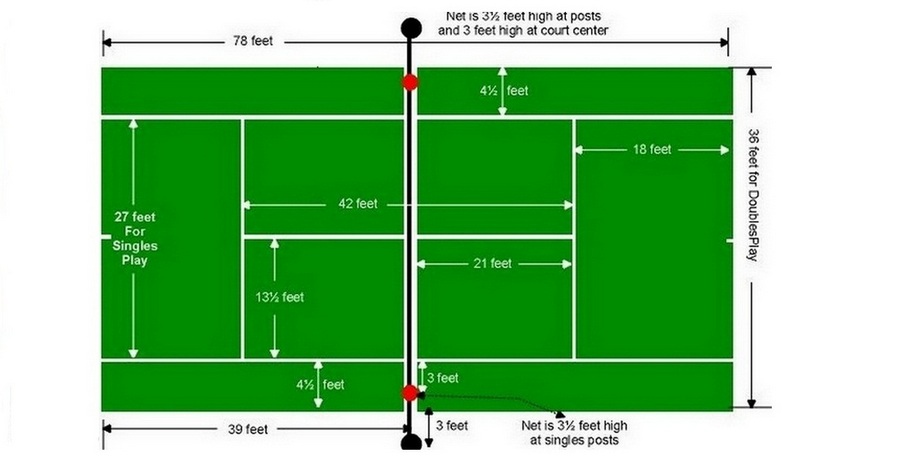 Net is 3½ feet high at posts
and 3 feet high at court center
78 feet
4½ feet
18 feet
36 feet for DoublesPlay
42 feet
27 feet
For
Singles
Play
21 feet
13½ feet
4½ feet
3 feet
39 feet
3 feet
Net is 3½ feet high
at singles posts